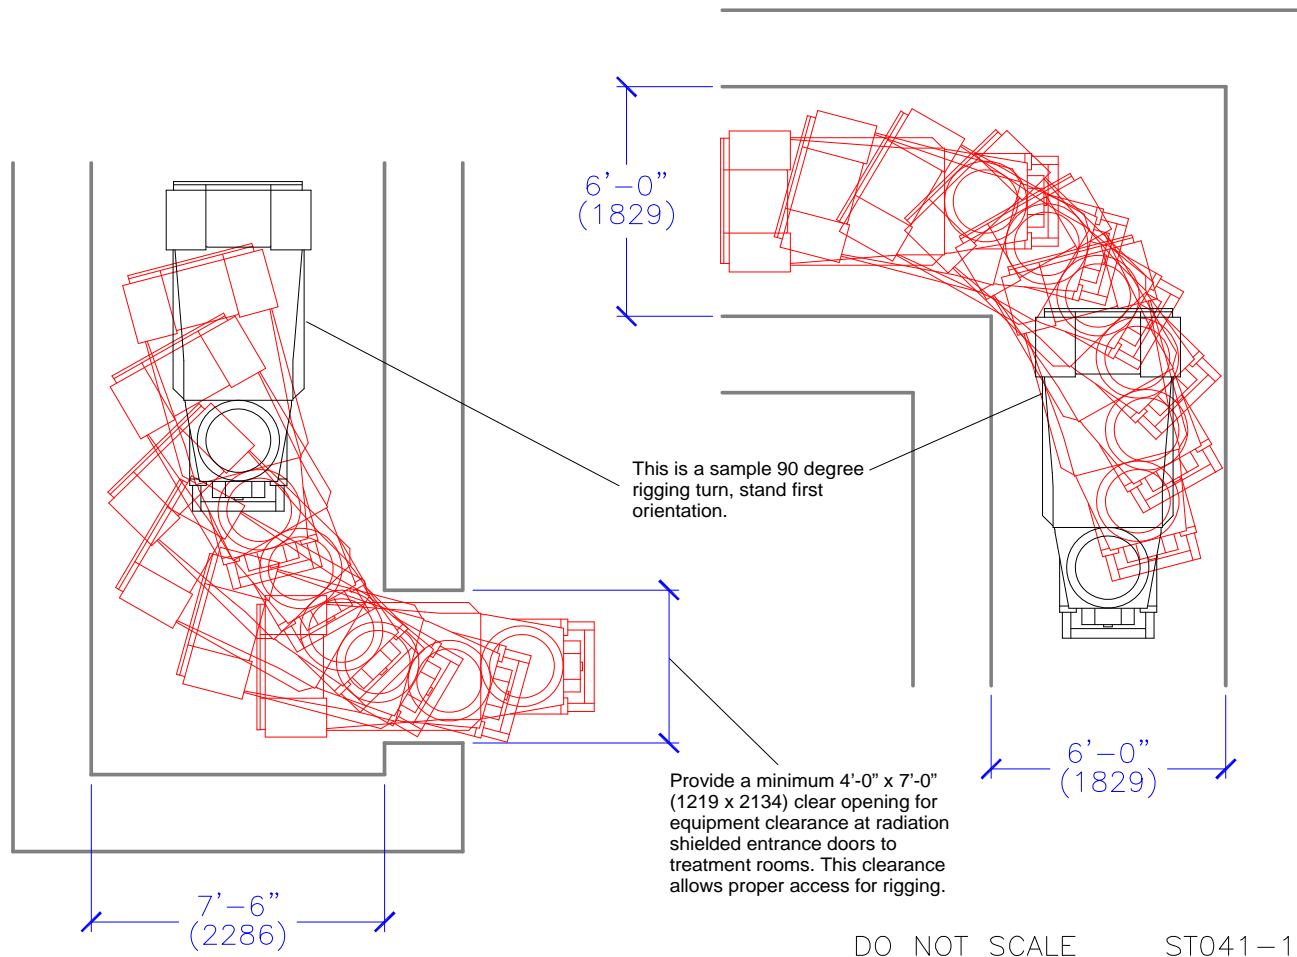 6’-0”
(1829)
This is a sample 90 degree
rigging turn, stand first
orientation.
6’-0”
(1829)
Provide a minimum 4'-0” x 7'-0”
(1219 x 2134) clear opening for
equipment clearance at radiation
shielded entrance doors to
treatment rooms. This clearance
allows proper access for rigging.
7’-6”
(2286)
DO NOT SCALE ST041-1